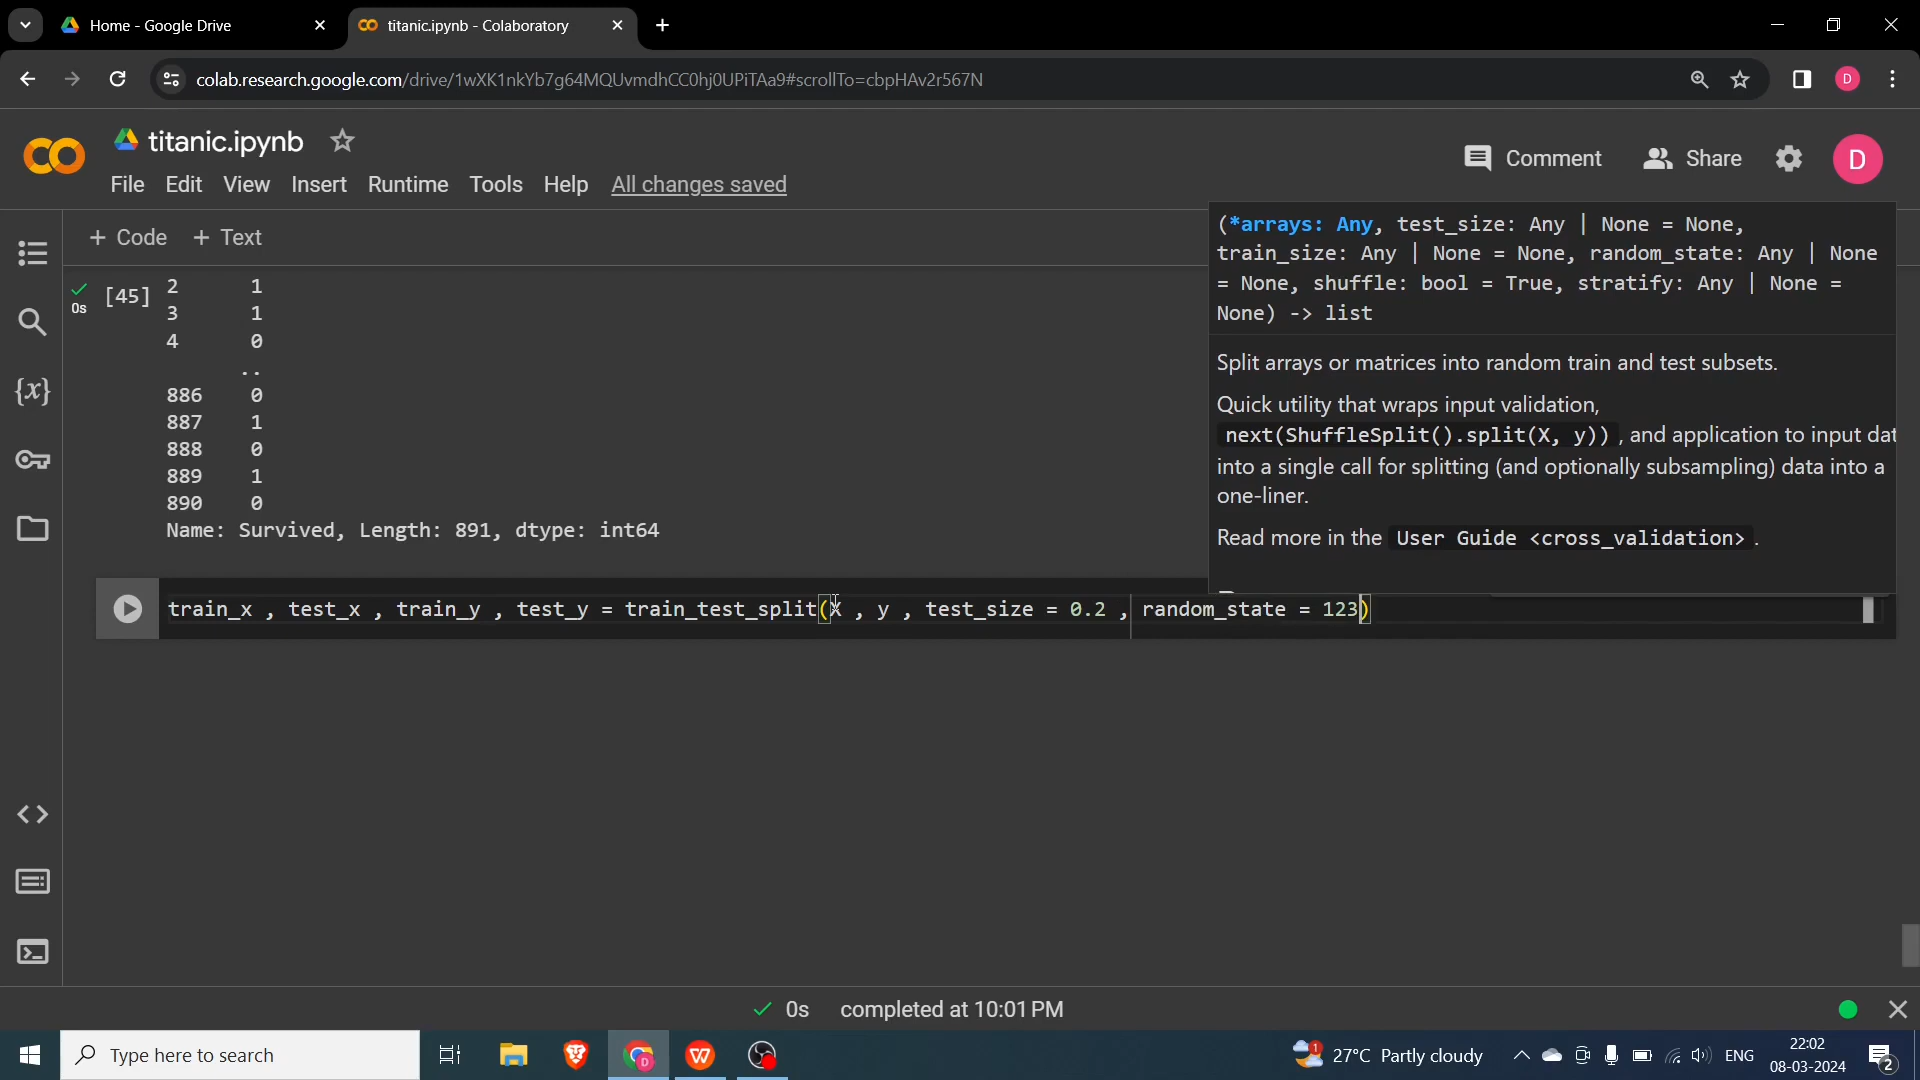 Home - Google Drive
titanic.ipynb - Colaboratory
colab.research.google.com/drive/1wXK1nkYb7g64MQUvmdhCC0hj0UPiTAa9#scrollTo=cbpHAv2r567N
D
titanic.ipynb
Comment
Share
D
File Edit View Insert Runtime Tools Help All changes saved
+ Code + Text
(*arrays: Any, test_size: Any | None = None,
train_size: Any | None = None, random_state: Any | None
= None, shuffle: bool = True, stratify: Any | None =
None) -> list
Split arrays or matrices into random train and test subsets.
Quick utility that wraps input validation,
next(ShuffleSplit().split(X, y)) , and application to input dat
into a single call for splitting (and optionally subsampling) data into a
one-liner.
Read more in the User Guide <cross_validation> .
0s
[45]
2 1
3 1
4 0
..
886 0
887 1
888 0
889 1
890 0
Name: Survived, Length: 891, dtype: int64
train_x , test_x , train_y , test_y = train_test_split(X , y , test_size = 0.2 , random_state = 123)
{x}
0s completed at 10:01 PM
Type here to search
W
D
1
27°C Partly cloudy
ENG
22:02
08-03-2024
2